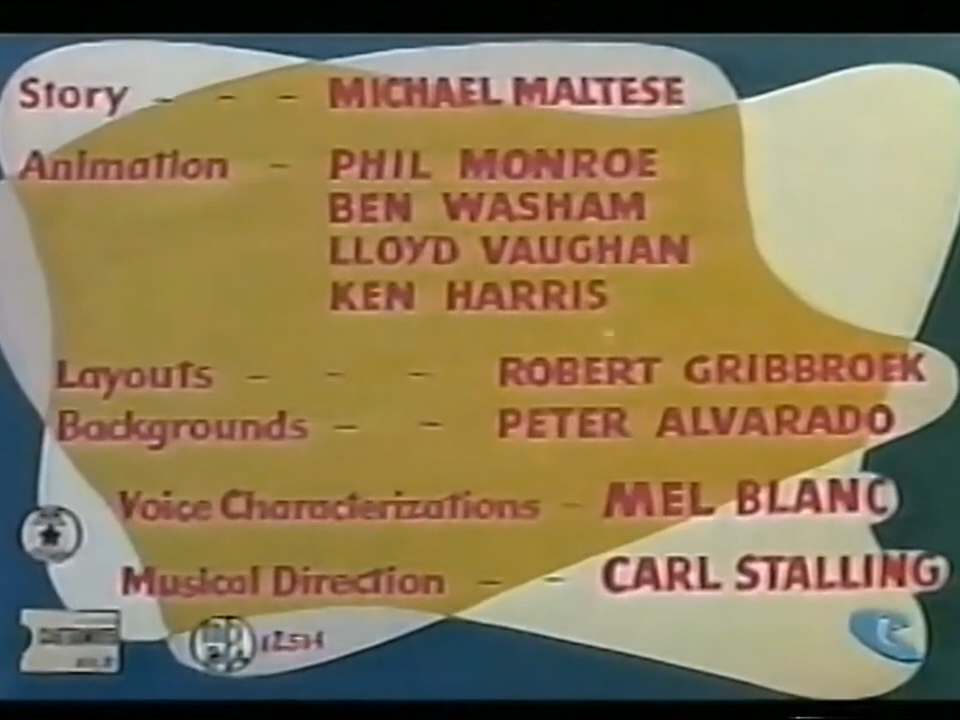 Story - - - MICHAEL MALTESE
Animation - PHIL MONROE
BEN WASHAM
LLOYD VAUGHAN
KEN HARRIS
Layouts - - - ROBERT GRIBBROEK
Backgrounds - - PETER ALVARADO
Voice Characterizations - MEL BLANC
Musical Direction - - CARL STALLING